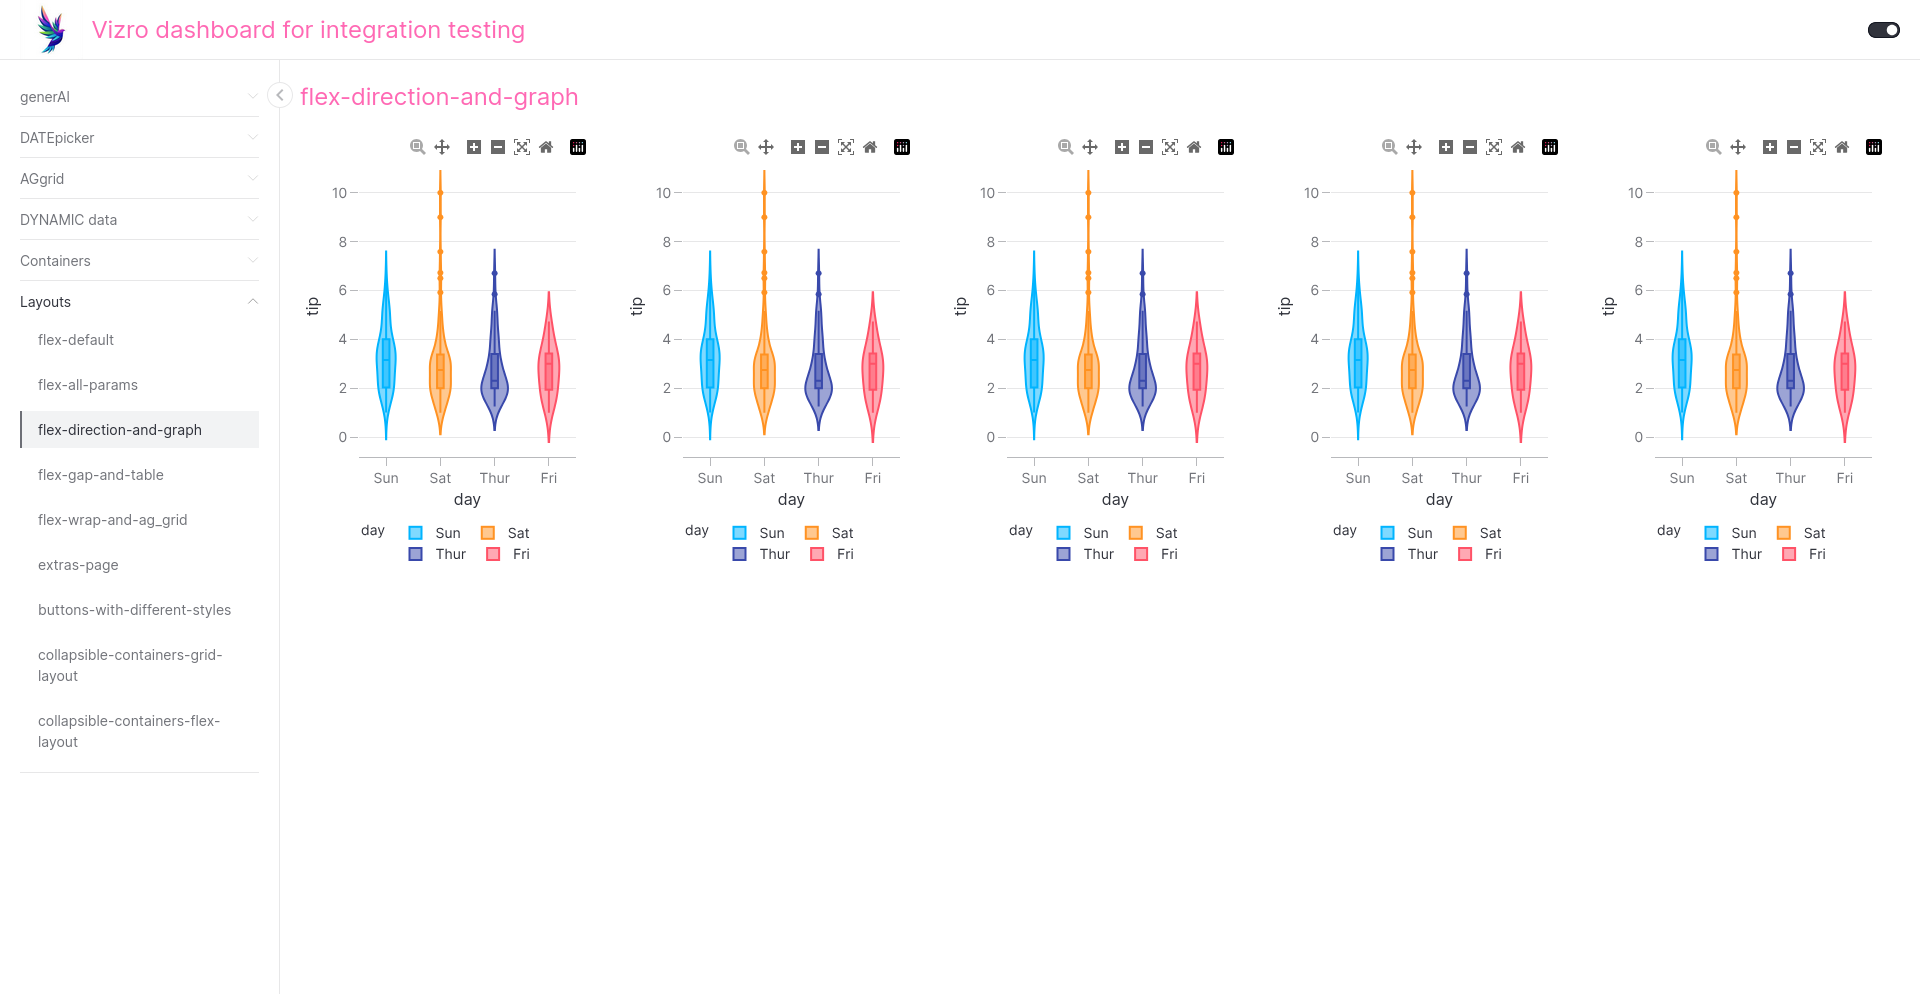 Vizro dashboard for integration testing
generAI
DATEpicker
AGgrid
DYNAMIC data
Containers
Layouts
flex-default
flex-all-params
flex-direction-and-graph
flex-gap-and-table
flex-wrap-and-ag_grid
extras-page
buttons-with-different-styles
collapsible-containers-grid-
layout
collapsible-containers-flex-
layout
flex-direction-and-graph
10
8
6
4
2
0
tip
Sun Sat Thur Fri
day
day Sun Sat
Thur Fri
10
8
6
4
2
0
tip
Sun Sat Thur Fri
day
day Sun Sat
Thur Fri
10
8
6
4
2
0
tip
Sun Sat Thur Fri
day
day Sun Sat
Thur Fri
10
8
6
4
2
0
tip
Sun Sat Thur Fri
day
day Sun Sat
Thur Fri
10
8
6
4
2
0
tip
Sun Sat Thur Fri
day
day Sun Sat
Thur Fri